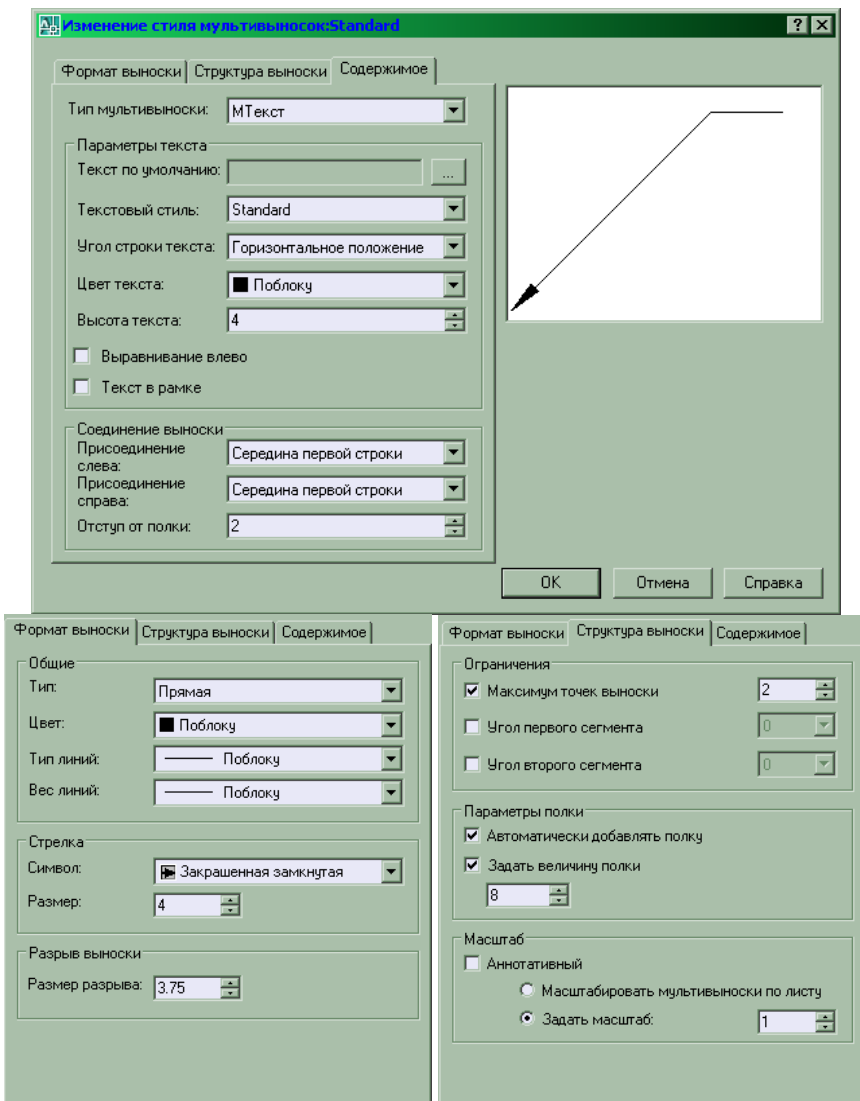 Изменение стиля мультивыносок:Standard
Формат выноски Структура выноски Содержимое
Тип мультивыноски: МТекст
Параметры текста
Текст по умолчанию: ...
Текстовый стиль: Standard
Угол строки текста: Горизонтальное положение
Цвет текста: Поблоку
Высота текста: 4
Выравнивание влево
Текст в рамке
Соединение выноски
Присоединение
слева: Середина первой строки
Присоединение
справа: Середина первой строки
Отступ от полки: 2
OK Отмена Справка
Формат выноски Структура выноски Содержимое
Общие
Тип: Прямая
Цвет: Поблоку
Тип линий: Поблоку
Вес линий: Поблоку
Стрелка
Символ: Закрашенная замкнутая
Размер: 4
Разрыв выноски
Размер разрыва: 3.75
Формат выноски Структура выноски Содержимое
Ограничения
Максимум точек выноски 2
Угол первого сегмента 0
Угол второго сегмента 0
Параметры полки
Автоматически добавлять полку
Задать величину полки
8
Масштаб
Аннотативный
Масштабировать мультивыноски по листу
Задать масштаб: 1